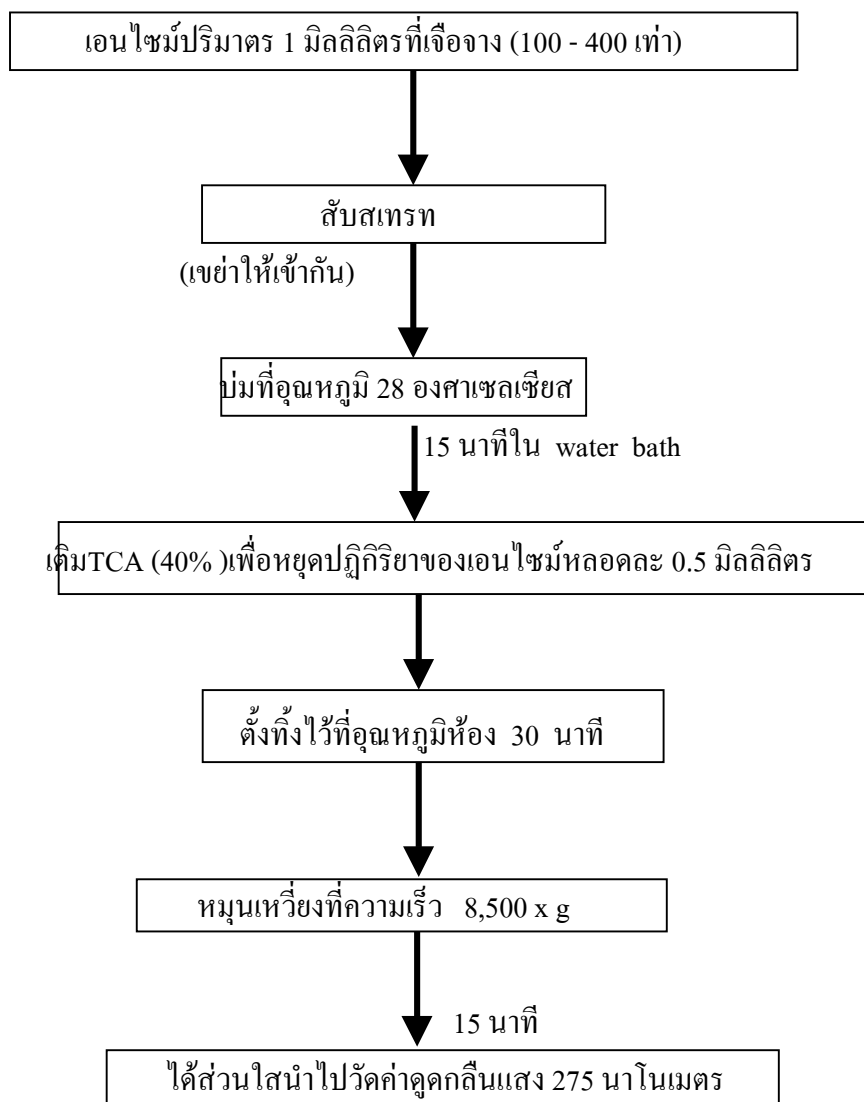 เอนไซม์ปริมาตร 1 มิลลิลิตรที่เจือจาง (100 - 400 เท่า)
สับสเทรท
(เขย่าให้เข้ากัน)
บ่มที่อุณหภูมิ 28 องศาเซลเซียส
15 นาทีใน water bath
เติมTCA (40% )เพื่อหยุดปฏิกิริยาของเอนไซม์หลอดละ 0.5 มิลลิลิตร
ตั้งทิ้งไว้ที่อุณหภูมิห้อง 30 นาที
หมุนเหวี่ยงที่ความเร็ว 8,500 x g
15 นาที
ได้ส่วนใสนำไปวัดค่าดูดกลืนแสง 275 นาโนเมตร